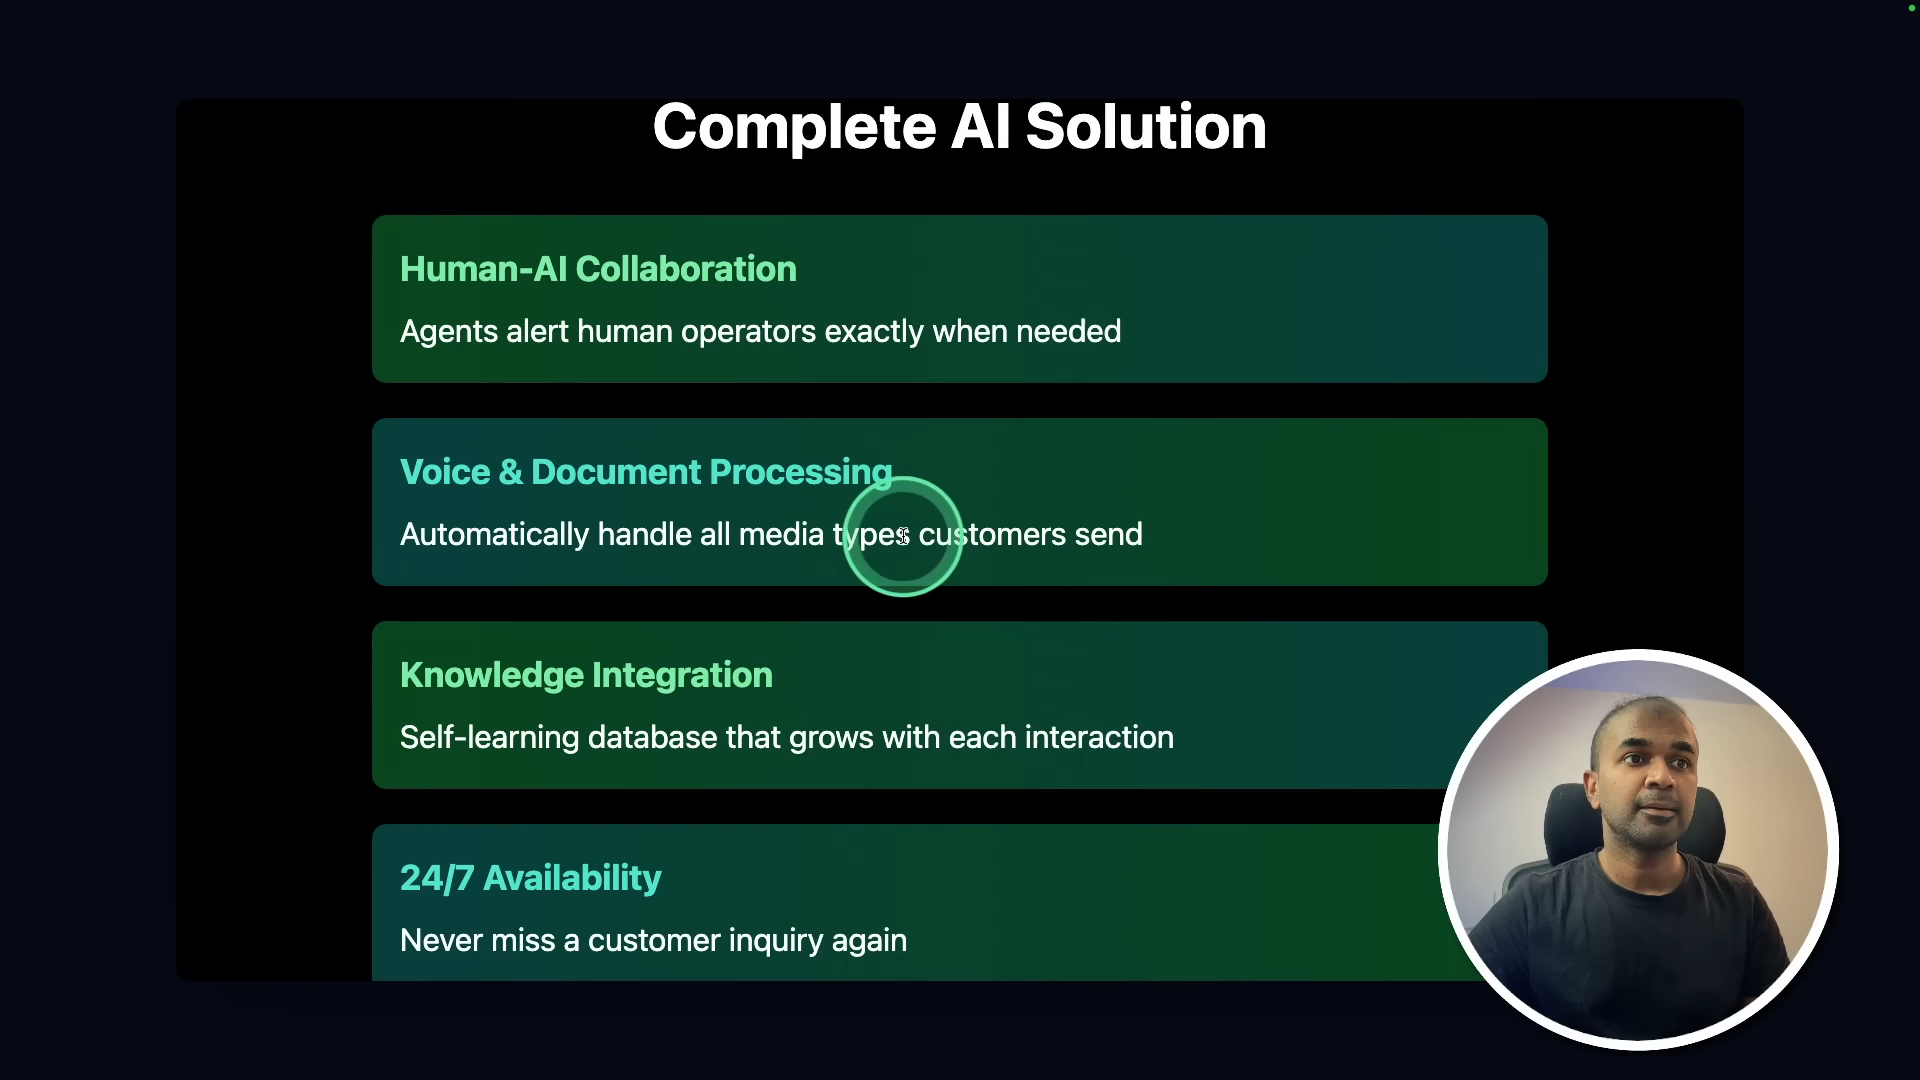 Complete AI Solution
Human-AI Collaboration
Agents alert human operators exactly when needed
Voice & Document Processing
Automatically handle all media types customers send
Knowledge Integration
Self-learning database that grows with each interaction
24/7 Availability
Never miss a customer inquiry again